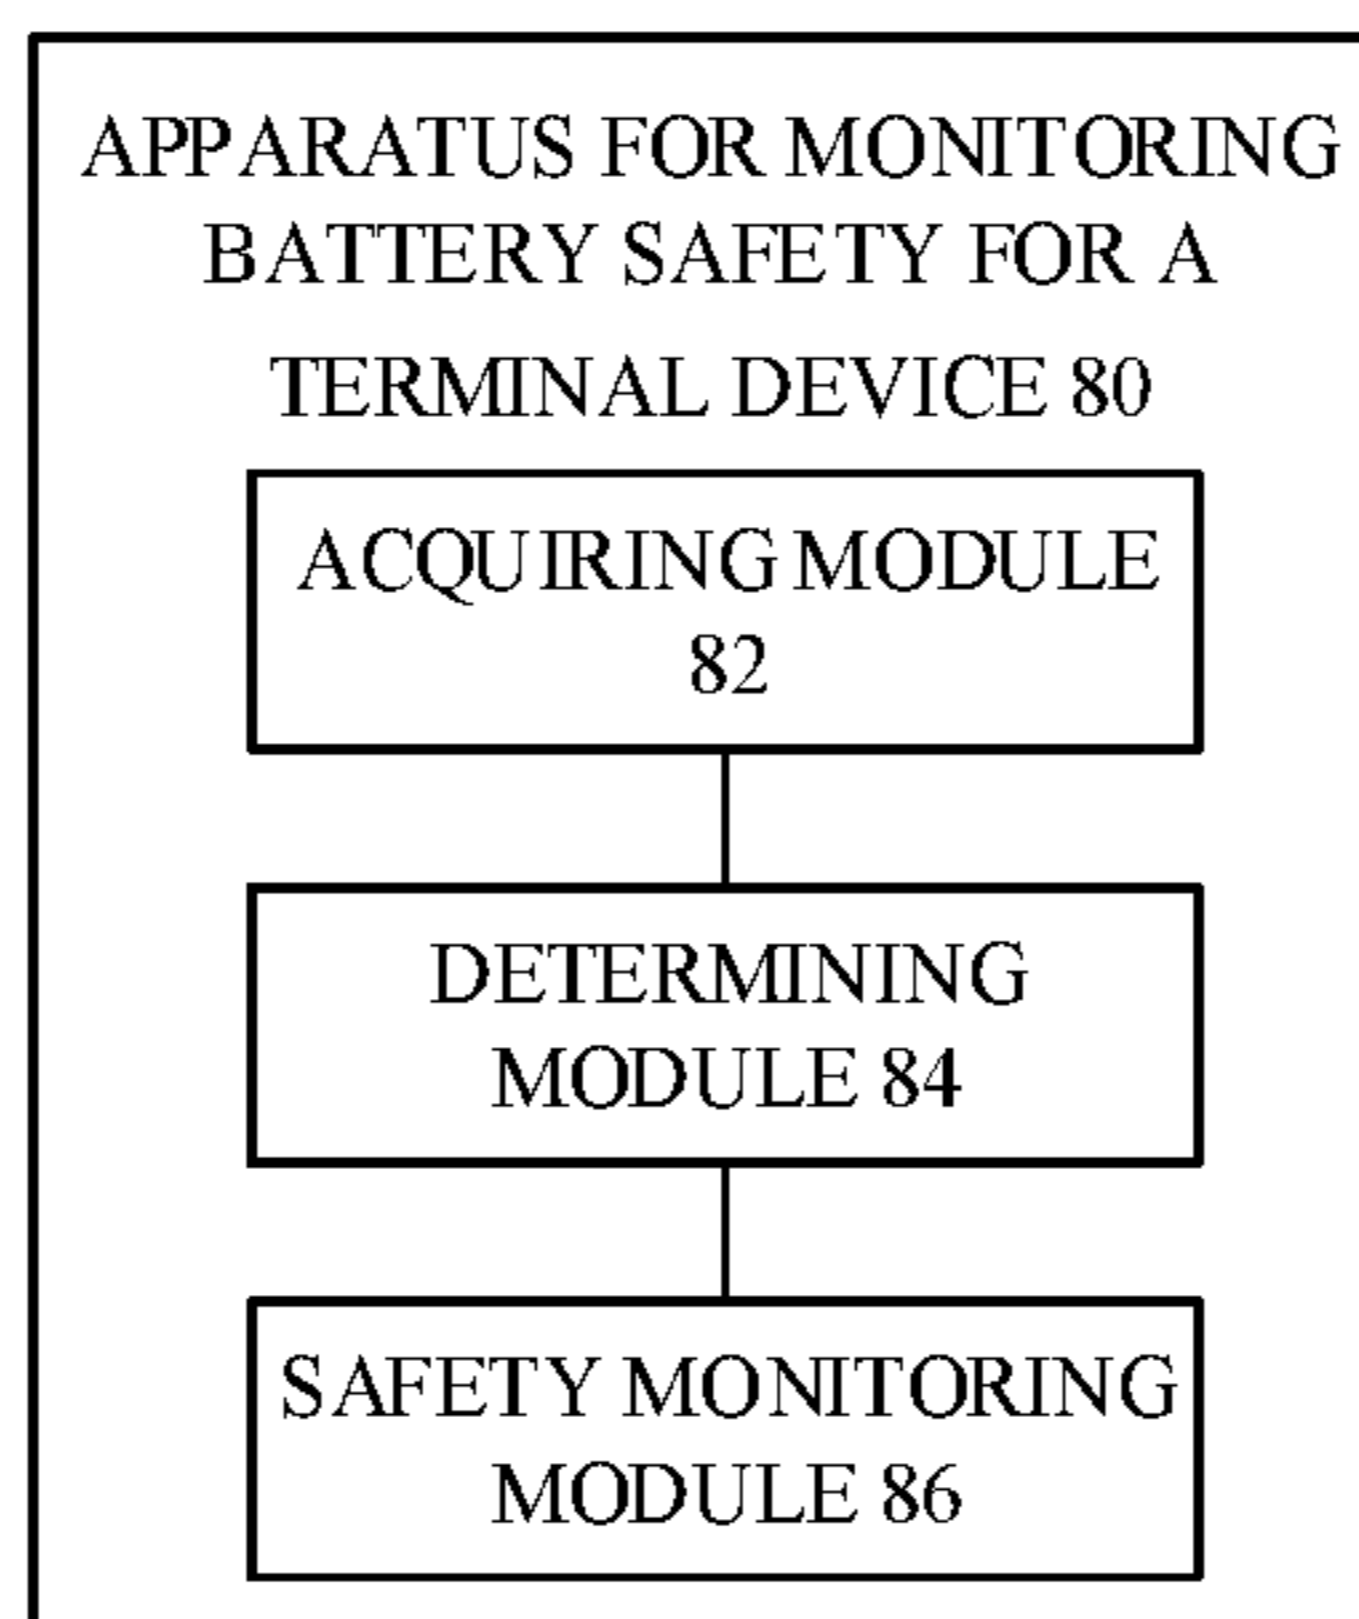 APPARATUS FOR MONITORING
BATTERY SAFETY FOR A
TERMINAL DEVICE 80
ACQUIRING MODULE
82
DETERMINING
MODULE 84
SAFETY MONITORING
MODULE 86